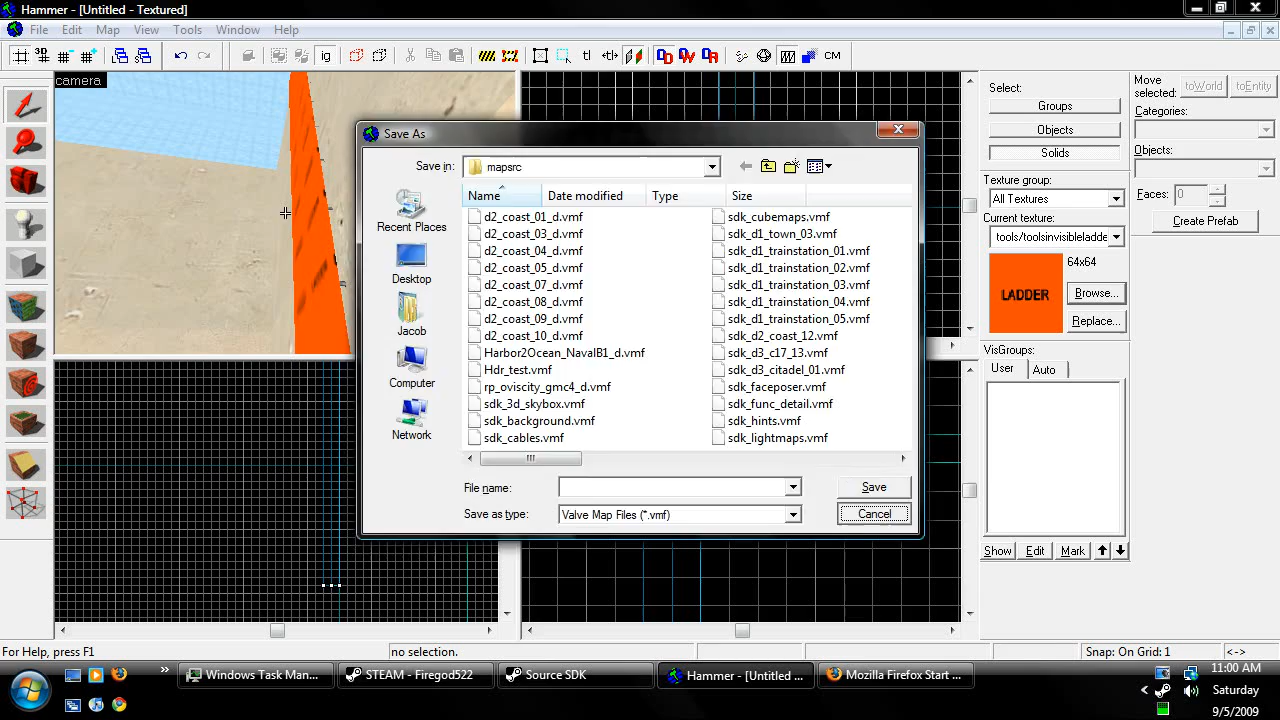 Hammer - [Untitled - Textured]
File Edit Map View Tools Window Help
3D
ig
tl
CM
camera
Save As
Save in: mapsrc
Name Date modified Type Size
Recent Places
Desktop
Jacob
Computer
Network
d2_coast_01_d.vmf
d2_coast_03_d.vmf
d2_coast_04_d.vmf
d2_coast_05_d.vmf
d2_coast_07_d.vmf
d2_coast_08_d.vmf
d2_coast_09_d.vmf
d2_coast_10_d.vmf
Harbor2Ocean_NavalB1_d.vmf
Hdr_test.vmf
rp_oviscity_gmc4_d.vmf
sdk_3d_skybox.vmf
sdk_background.vmf
sdk_cables.vmf
sdk_cubemaps.vmf
sdk_d1_town_03.vmf
sdk_d1_trainstation_01.vmf
sdk_d1_trainstation_02.vmf
sdk_d1_trainstation_03.vmf
sdk_d1_trainstation_04.vmf
sdk_d1_trainstation_05.vmf
sdk_d2_coast_12.vmf
sdk_d3_c17_13.vmf
sdk_d3_citadel_01.vmf
sdk_faceposer.vmf
sdk_func_detail.vmf
sdk_hints.vmf
sdk_lightmaps.vmf
File name:
Save
Save as type: Valve Map Files (*.vmf)
Cancel
Select:
Groups
Objects
Solids
Texture group:
All Textures
Current texture:
tools/toolsinvisibleladde
64x64
LADDER
Browse...
Replace...
VisGroups:
User Auto
Show Edit Mark
Move selected:
toWorld toEntity
Categories:
Objects:
Faces: 0
Create Prefab
For Help, press F1
no selection.
Snap: On Grid: 1
<->
Windows Task Man...
STEAM - Firegod522
Source SDK
Hammer - [Untitled ...
Mozilla Firefox Start ...
11:00 AM
Saturday
9/5/2009